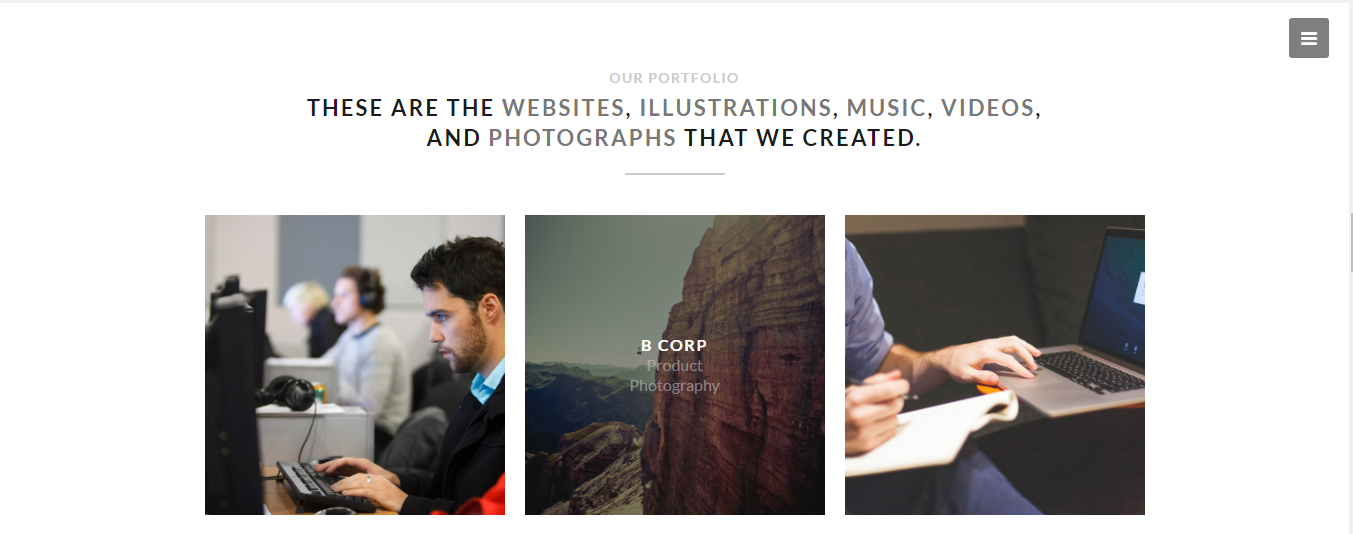 OUR PORTFOLIO
THESE ARE THE WEBSITES, ILLUSTRATIONS, MUSIC, VIDEOS,
AND PHOTOGRAPHS THAT WE CREATED.
B CORP
Product
Photography